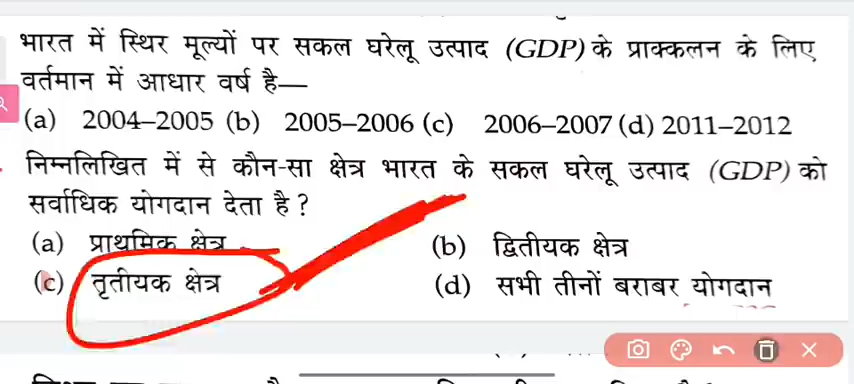 भारत में स्थिर मूल्यों पर सकल घरेलू उत्पाद (GDP) के प्राक्कलन के लिए
वर्तमान में आधार वर्ष है—
(a) 2004–2005 (b) 2005–2006 (c) 2006–2007 (d) 2011–2012
निम्नलिखित में से कौन-सा क्षेत्र भारत के सकल घरेलू उत्पाद (GDP) को
सर्वाधिक योगदान देता है ?
(a) प्राथमिक क्षेत्र (b) द्वितीयक क्षेत्र
(c) तृतीयक क्षेत्र (d) सभी तीनों बराबर योगदान